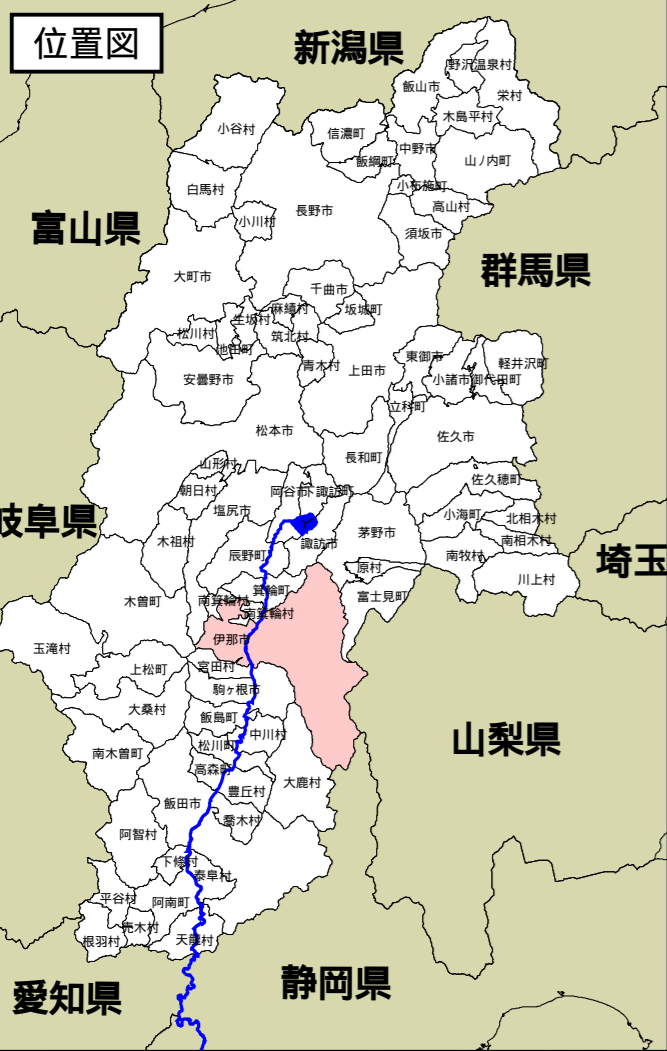 位置図
新潟県
野沢温泉村
飯山市
栄村
木島平村
小谷村
信濃町
中野市
飯綱町
山ノ内町
白馬村
小布施町
高山村
長野市
小川村
富山県
須坂市
群馬県
大町市
千曲市
麻績村
坂城町
生坂村
松川村
筑北村
池田町
東御市
青木村
上田市
軽井沢町
安曇野市
小諸市
御代田町
立科町
松本市
佐久市
長和町
山形村
佐久穂町
朝日村
岡谷市
下諏訪町
塩尻市
小海町
北相木村
岐阜県
茅野市
木祖村
諏訪市
南相木村
辰野町
南牧村
埼玉
原村
川上村
箕輪町
富士見町
木曽町
南箕輪村
南箕輪村
伊那市
玉滝村
宮田村
上松町
駒ヶ根市
大桑村
飯島町
中川村
山梨県
松川町
南木曽町
高森町
大鹿村
豊丘村
飯田市
喬木村
阿智村
下條村
泰阜村
平谷村
阿南町
売木村
根羽村
天龍村
静岡県
愛知県